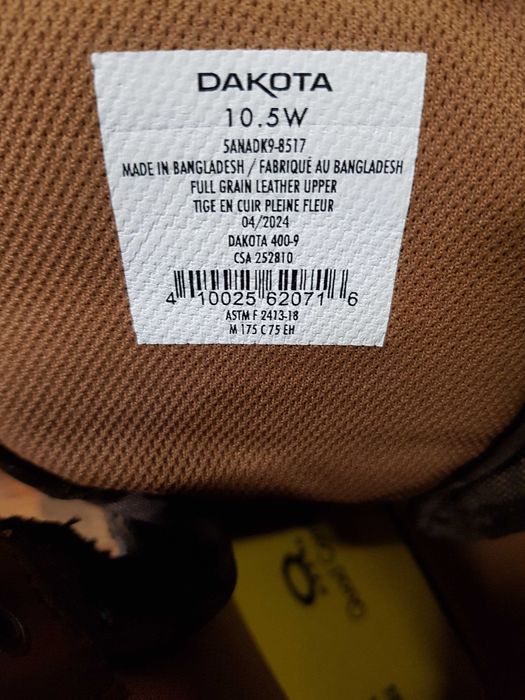 DAKOTA
10.5W
5ANADK9-8517
MADE IN BANGLADESH / FABRIQUÉ AU BANGLADESH
FULL GRAIN LEATHER UPPER
TIGE EN CUIR PLEINE FLEUR
04/2024
DAKOTA 400-9
CSA 252810
4 10025 62071 6
ASTM F 2413-18
M 175 C 75 EH